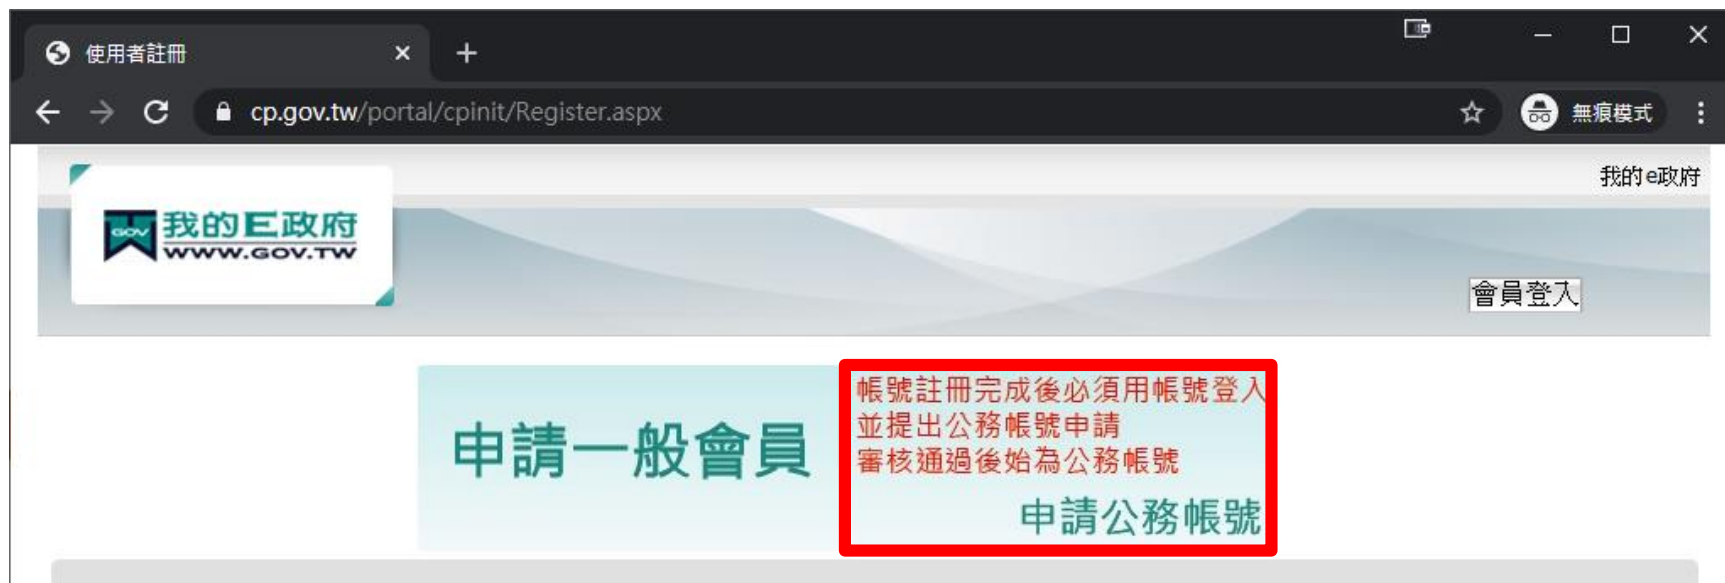 使用者註冊
cp.gov.tw/portal/cpinit/Register.aspx
無痕模式
我的e政府
GOV 我的E政府
WWW.GOV.TW
會員登入
申請一般會員
帳號註冊完成後必須用帳號登入
並提出公務帳號申請
審核通過後始為公務帳號
申請公務帳號